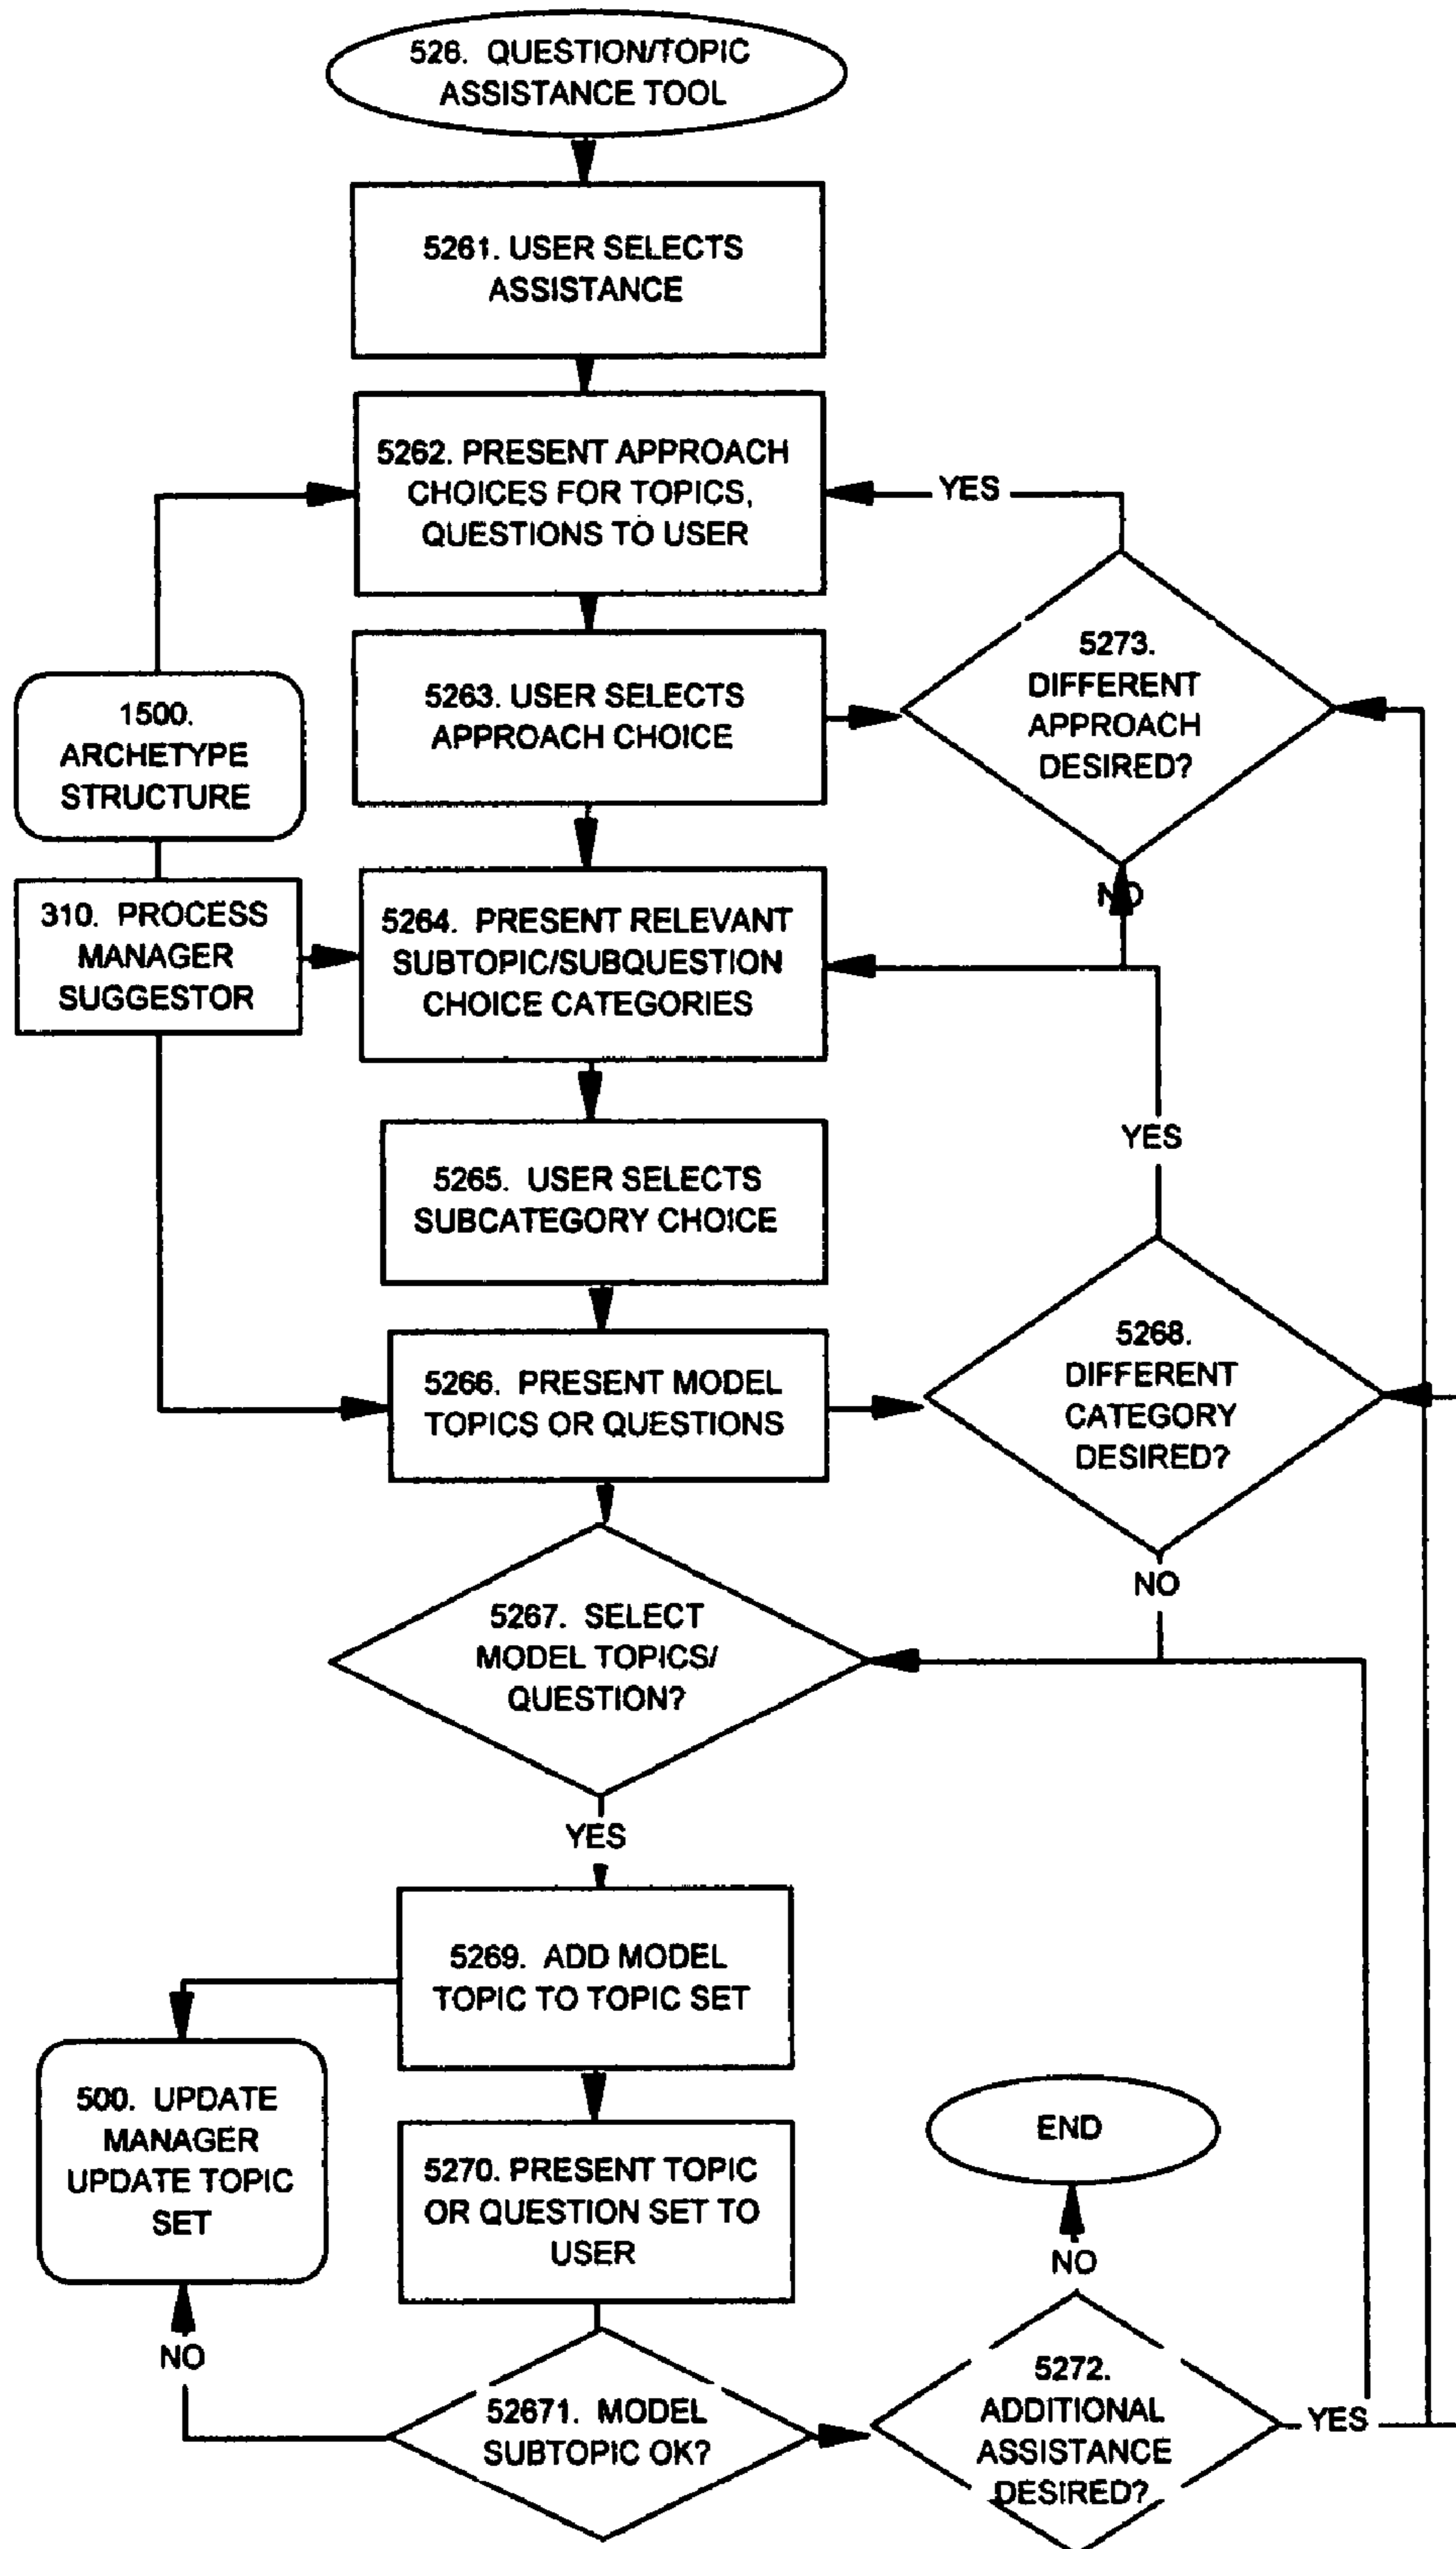 526. QUESTION/TOPIC
ASSISTANCE TOOL
5261. USER SELECTS
ASSISTANCE
5262. PRESENT APPROACH
CHOICES FOR TOPICS,
QUESTIONS TO USER
YES
5263. USER SELECTS
APPROACH CHOICE
5273.
DIFFERENT
APPROACH
DESIRED?
1500.
ARCHETYPE
STRUCTURE
NO
310. PROCESS
MANAGER
SUGGESTOR
5264. PRESENT RELEVANT
SUBTOPIC/SUBQUESTION
CHOICE CATEGORIES
YES
5265. USER SELECTS
SUBCATEGORY CHOICE
5266. PRESENT MODEL
TOPICS OR QUESTIONS
5268.
DIFFERENT
CATEGORY
DESIRED?
NO
5267. SELECT
MODEL TOPICS/
QUESTION?
YES
5269. ADD MODEL
TOPIC TO TOPIC SET
500. UPDATE
MANAGER
UPDATE TOPIC
SET
5270. PRESENT TOPIC
OR QUESTION SET TO
USER
END
NO
NO
52671. MODEL
SUBTOPIC OK?
5272.
ADDITIONAL
ASSISTANCE
DESIRED?
YES